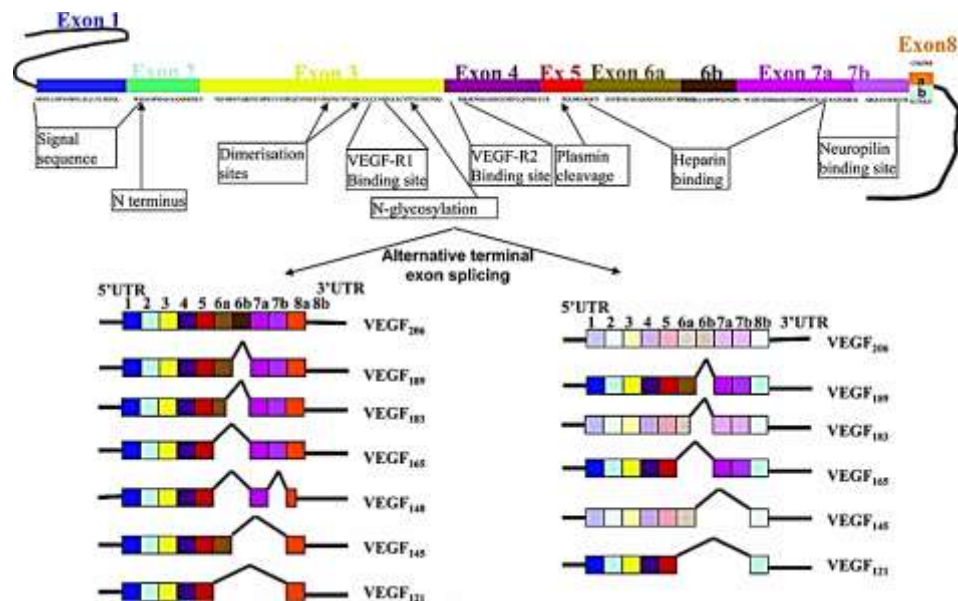 Exon 1
Exon 2
Exon 3
Exon 4
Ex 5
Exon 6a
6b
Exon 7a
7b
Exon8
a
b
Signal
sequence
N terminus
Dimerisation
sites
VEGF-R1
Binding site
N-glycosylation
VEGF-R2
Binding site
Plasmin
cleavage
Heparin
binding
Neuropilin
binding site
Alternative terminal
exon splicing
5'UTR
3'UTR
1 2 3 4 5 6a 6b 7a 7b 8a 8b
VEGF206
VEGF189
VEGF183
VEGF165
VEGF148
VEGF145
VEGF121
5'UTR
3'UTR
1 2 3 4 5 6a 6b 7a 7b 8b
VEGF206
VEGF189
VEGF183
VEGF165
VEGF145
VEGF121